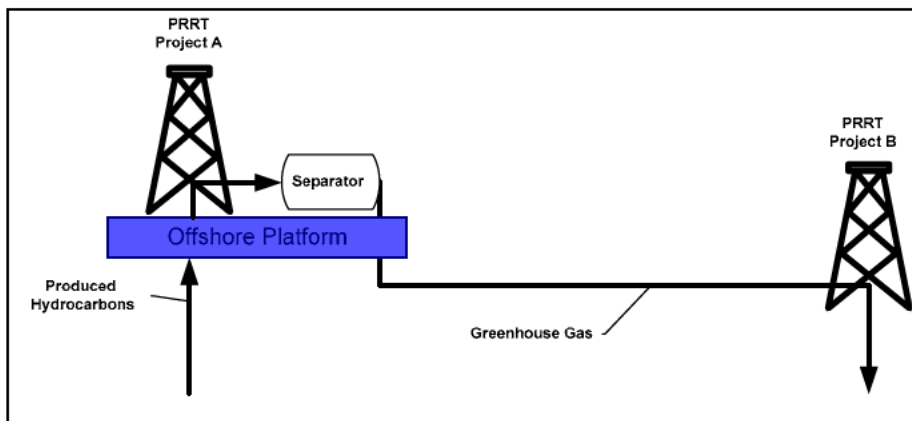 PRRT
Project A
PRRT
Project B
Separator
Offshore Platform
Produced
Hydrocarbons
Greenhouse Gas